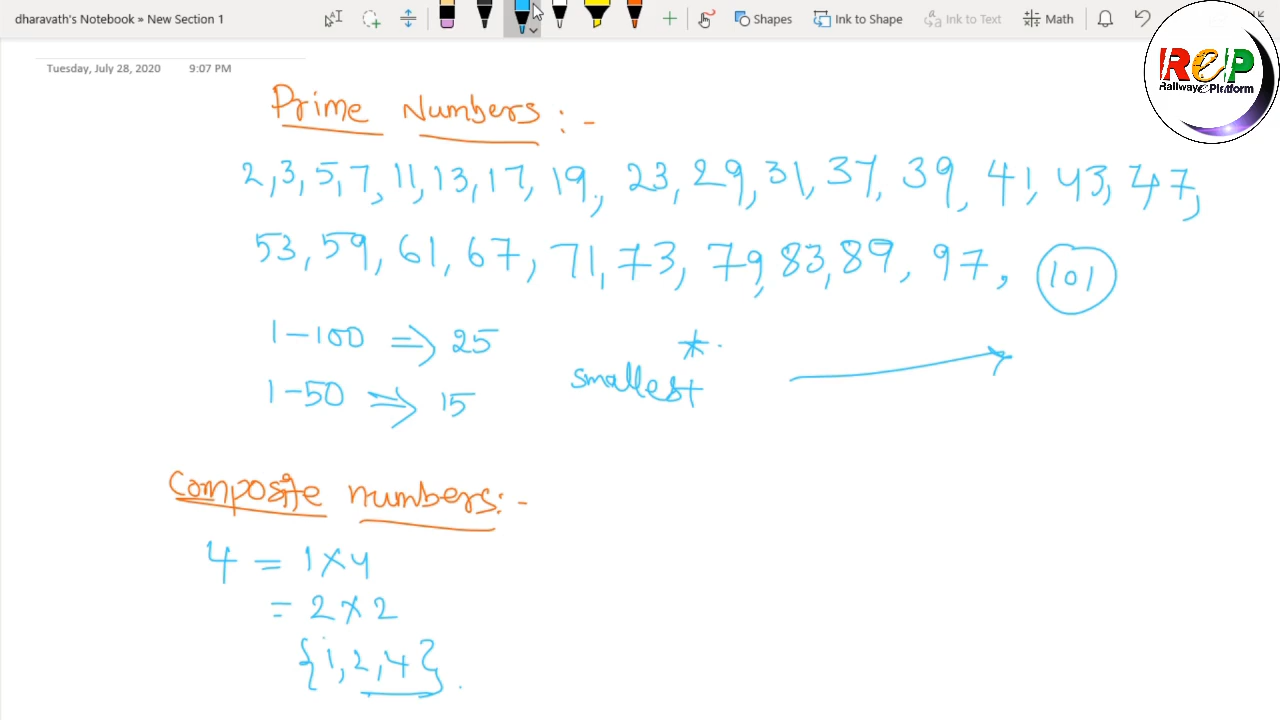 dharavath's Notebook » New Section 1
Shapes
Ink to Shape
Ink to Text
Math
ReP
Railways Platform
Tuesday, July 28, 2020 9:07 PM
Prime Numbers:-
2,3,5,7,11,13,17,19, 23,29,31,37,39,41,43,47,
53,59,61,67,71,73,79,83,89,97, 101
1-100 => 25
1-50 => 15
*.
smallest
Composite numbers:-
4 = 1×4
= 2×2
{1,2,4}.